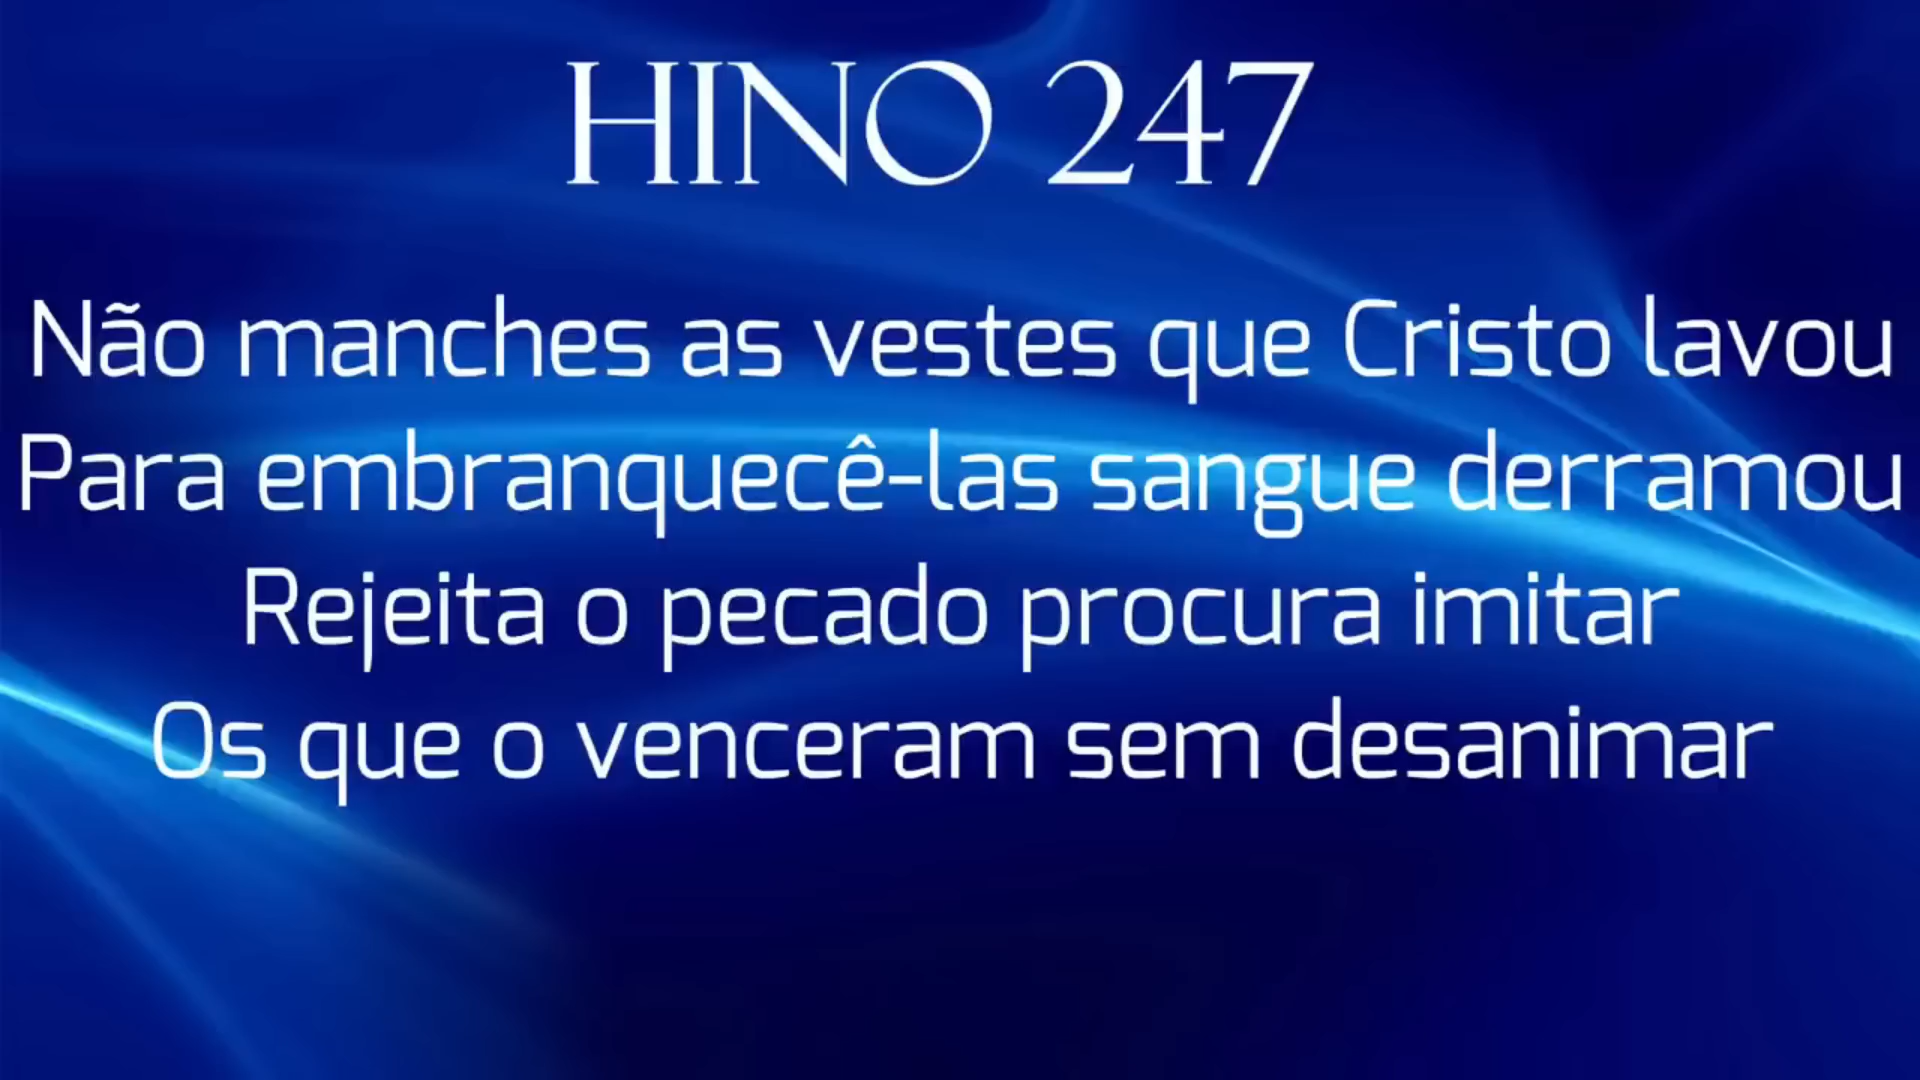 HINO 247
Não manches as vestes que Cristo lavou
Para embranquecê-las sangue derramou
Rejeita o pecado procura imitar
Os que o venceram sem desanimar